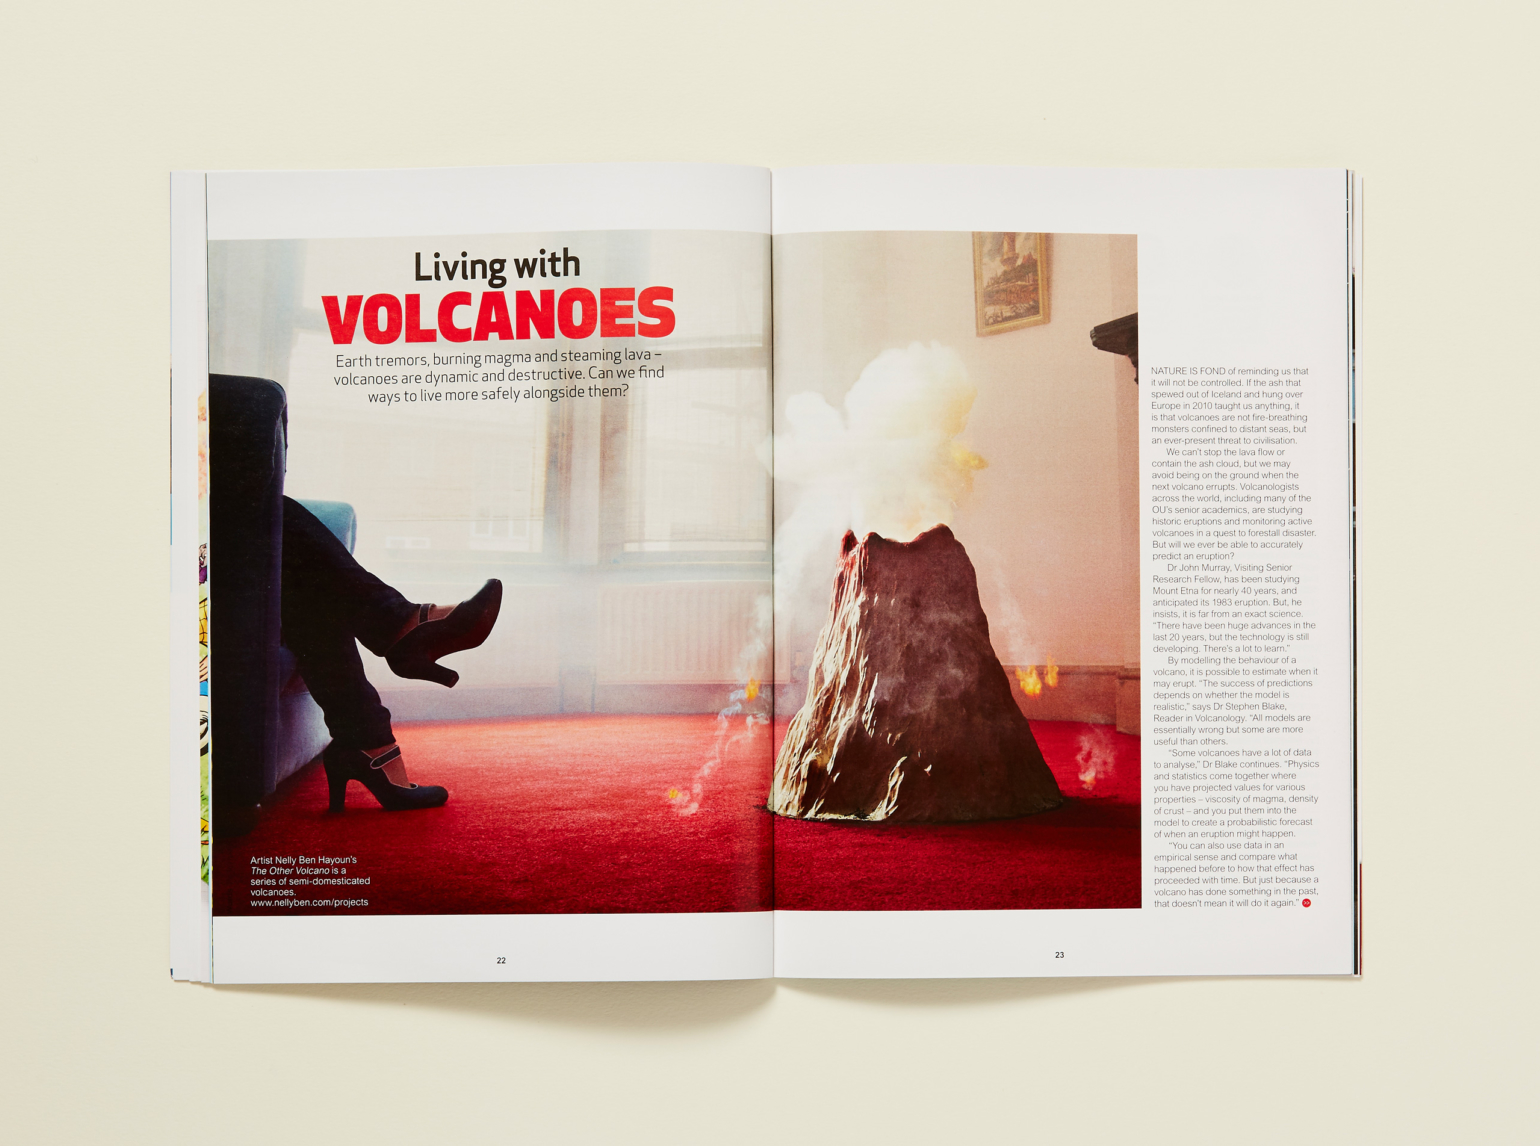 Living with
VOLCANOES
Earth tremors, burning magma and steaming lava –
volcanoes are dynamic and destructive. Can we find
ways to live more safely alongside them?
Artist Nelly Ben Hayoun's
The Other Volcano is a
series of semi-domesticated
volcanoes.
www.nellyben.com/projects
22
NATURE IS FOND of reminding us that
it will not be controlled. If the ash that
spewed out of Iceland and hung over
Europe in 2010 taught us anything, it
is that volcanoes are not fire-breathing
monsters confined to distant seas, but
an ever-present threat to civilisation.
We can't stop the lava flow or
contain the ash cloud, but we may
avoid being on the ground when the
next volcano errupts. Volcanologists
across the world, including many of the
OU's senior academics, are studying
historic eruptions and monitoring active
volcanoes in a quest to forestall disaster.
But will we ever be able to accurately
predict an eruption?
Dr John Murray, Visiting Senior
Research Fellow, has been studying
Mount Etna for nearly 40 years, and
anticipated its 1983 eruption. But, he
insists, it is far from an exact science.
"There have been huge advances in the
last 20 years, but the technology is still
developing. There's a lot to learn."
By modelling the behaviour of a
volcano, it is possible to estimate when it
may erupt. "The success of predictions
depends on whether the model is
realistic," says Dr Stephen Blake,
Reader in Volcanology. "All models are
essentially wrong but some are more
useful than others.
"Some volcanoes have a lot of data
to analyse," Dr Blake continues. "Physics
and statistics come together where
you have projected values for various
properties – viscosity of magma, density
of crust – and you put them into the
model to create a probabilistic forecast
of when an eruption might happen.
"You can also use data in an
empirical sense and compare what
happened before to how that effect has
proceeded with time. But just because a
volcano has done something in the past,
that doesn't mean it will do it again." >>
23